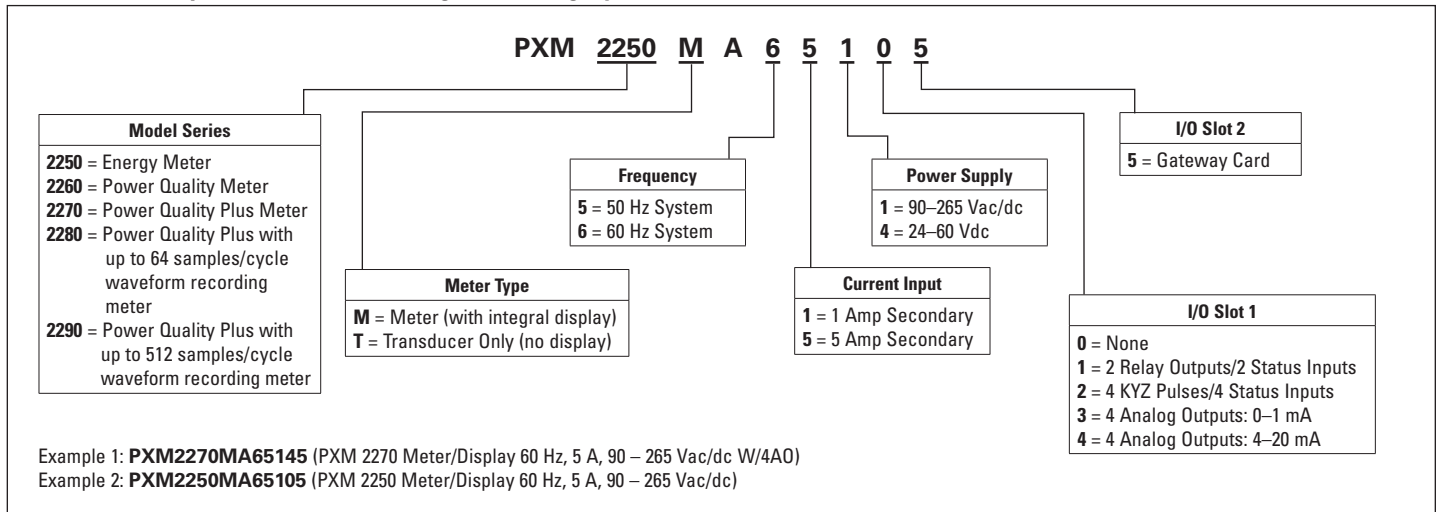 PXM 2250 M A 6 5 1 0 5
Model Series
2250 = Energy Meter
2260 = Power Quality Meter
2270 = Power Quality Plus Meter
2280 = Power Quality Plus with
up to 64 samples/cycle
waveform recording
meter
2290 = Power Quality Plus with
up to 512 samples/cycle
waveform recording meter
Meter Type
M = Meter (with integral display)
T = Transducer Only (no display)
Frequency
5 = 50 Hz System
6 = 60 Hz System
Current Input
1 = 1 Amp Secondary
5 = 5 Amp Secondary
Power Supply
1 = 90–265 Vac/dc
4 = 24–60 Vdc
I/O Slot 1
0 = None
1 = 2 Relay Outputs/2 Status Inputs
2 = 4 KYZ Pulses/4 Status Inputs
3 = 4 Analog Outputs: 0–1 mA
4 = 4 Analog Outputs: 4–20 mA
I/O Slot 2
5 = Gateway Card
Example 1: PXM2270MA65145 (PXM 2270 Meter/Display 60 Hz, 5 A, 90 – 265 Vac/dc W/4AO)
Example 2: PXM2250MA65105 (PXM 2250 Meter/Display 60 Hz, 5 A, 90 – 265 Vac/dc)